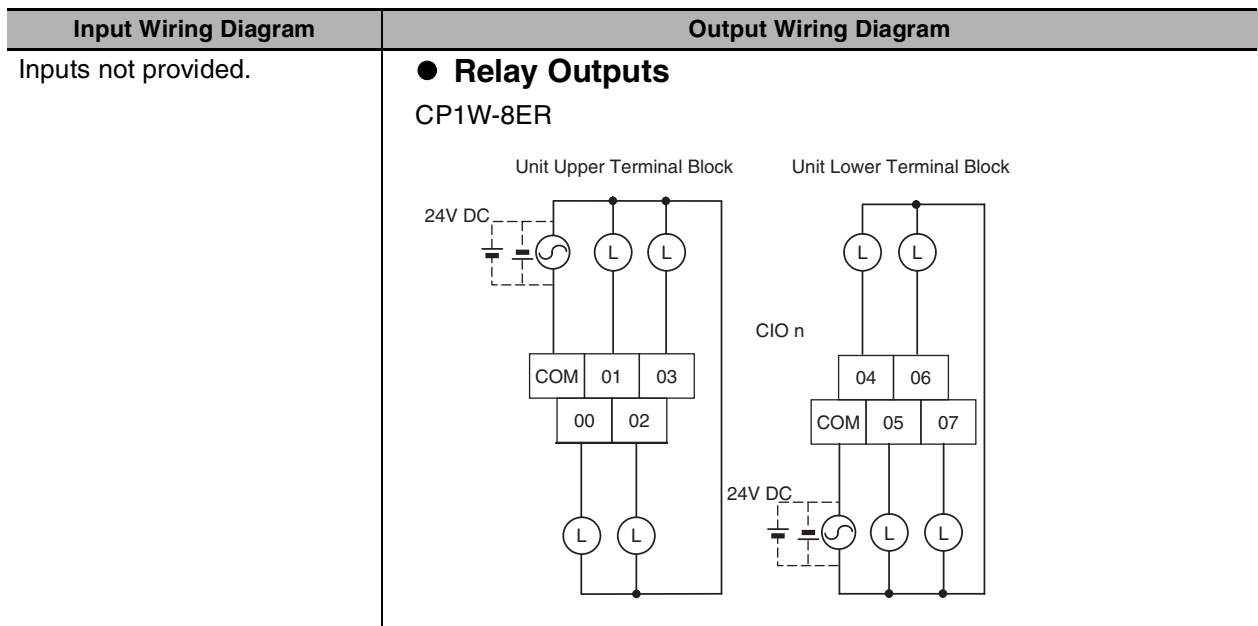 Input Wiring Diagram
Output Wiring Diagram
Inputs not provided.
● Relay Outputs
CP1W-8ER
Unit Upper Terminal Block
Unit Lower Terminal Block
24V DC
L L
L L
CIO n
COM 01 03
00 02
04 06
COM 05 07
24V DC
L L
L L